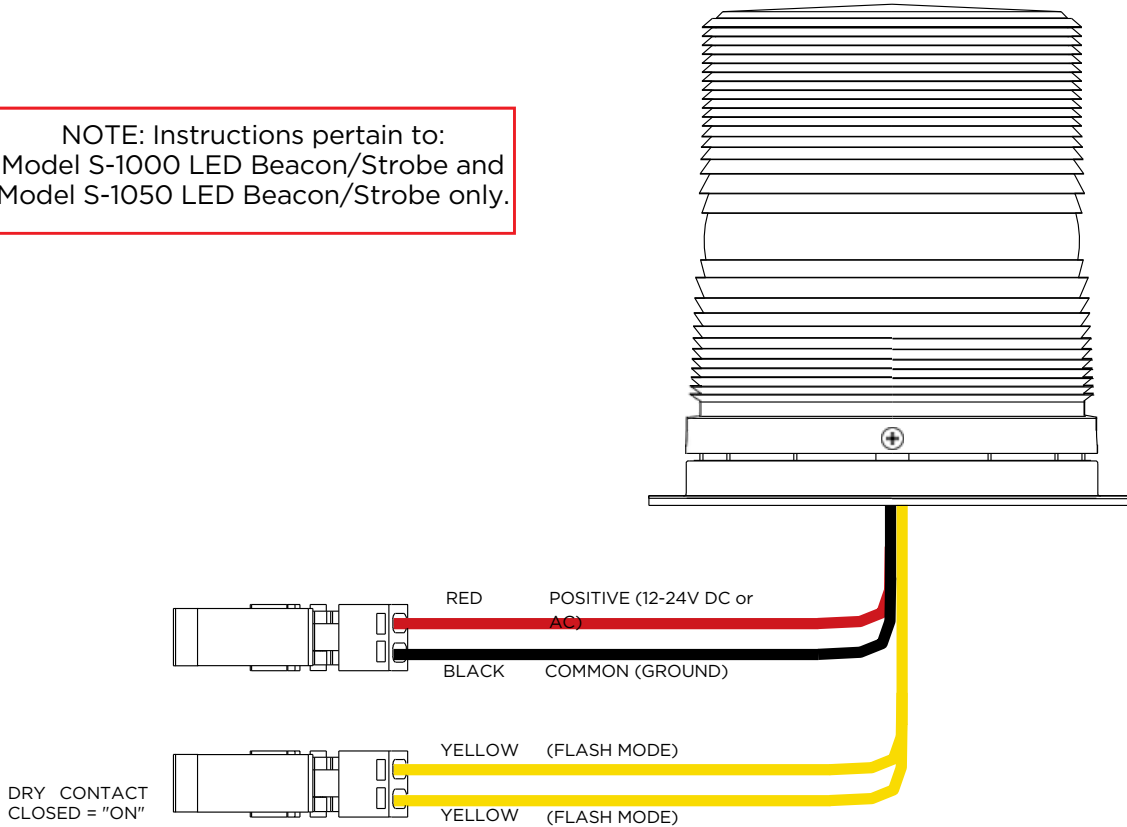 NOTE: Instructions pertain to:
Model S-1000 LED Beacon/Strobe and
Model S-1050 LED Beacon/Strobe only.
RED POSITIVE (12-24V DC or
AC)
BLACK COMMON (GROUND)
YELLOW (FLASH MODE)
DRY CONTACT
CLOSED = "ON"
YELLOW (FLASH MODE)